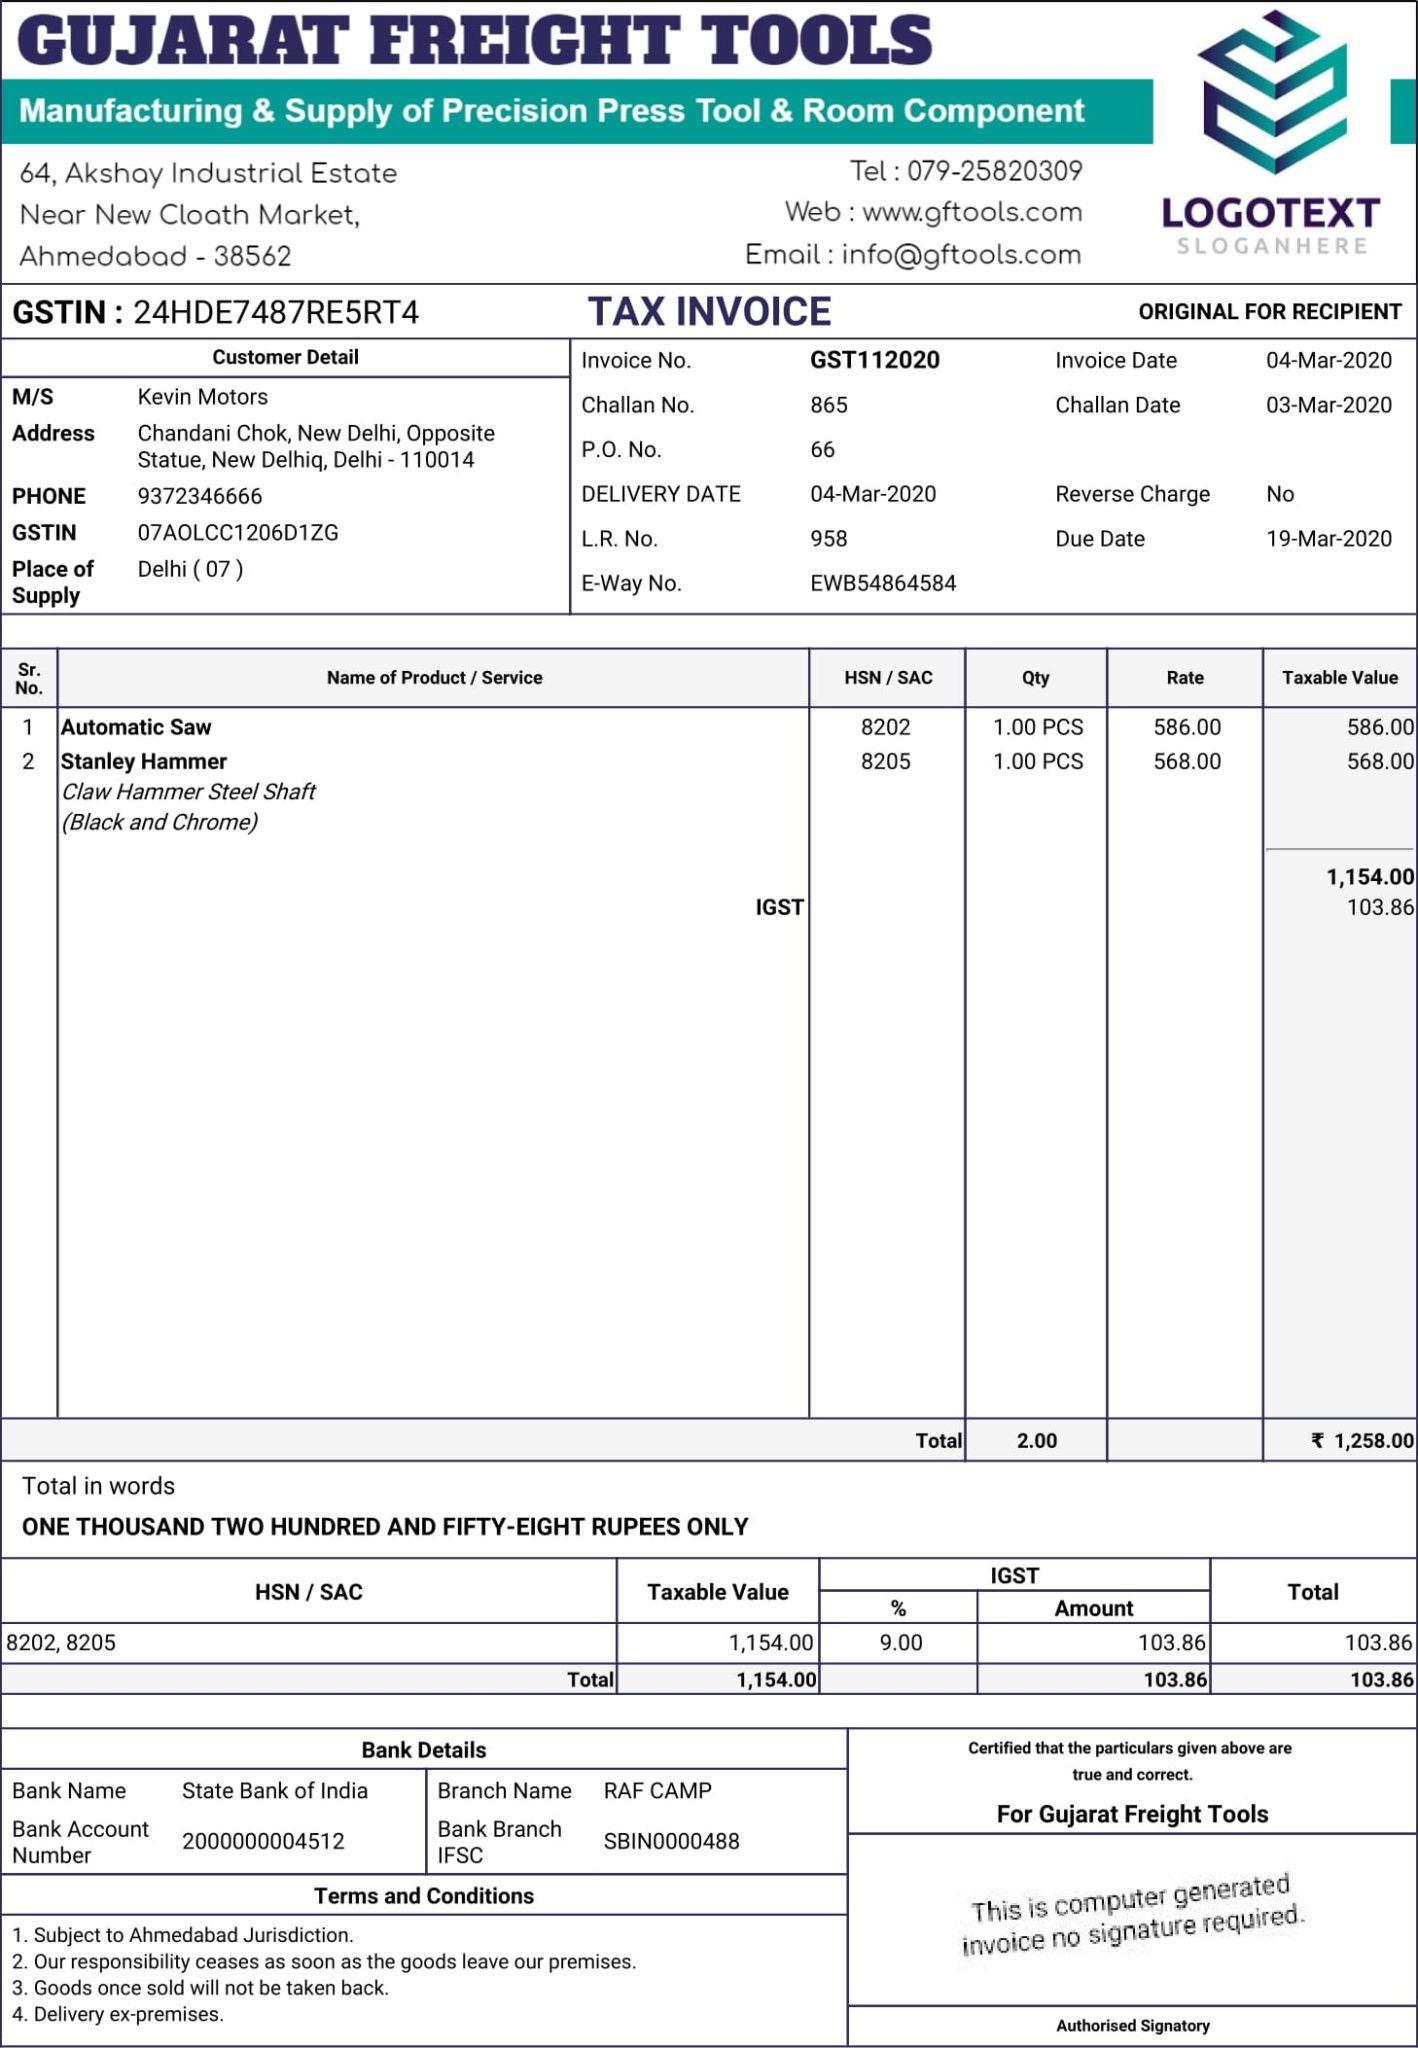 GUJARAT FREIGHT TOOLS
Manufacturing & Supply of Precision Press Tool & Room Component
64, Akshay Industrial Estate
Near New Cloath Market,
Ahmedabad - 38562
Tel : 079-25820309
Web : www.gftools.com
Email : info@gftools.com
LOGOTEXT
SLOGANHERE
GSTIN : 24HDE7487RE5RT4
TAX INVOICE
ORIGINAL FOR RECIPIENT
Customer Detail
M/S Kevin Motors
Address Chandani Chok, New Delhi, Opposite
Statue, New Delhiq, Delhi - 110014
PHONE 9372346666
GSTIN 07AOLCC1206D1ZG
Place of Delhi ( 07 )
Supply
Invoice No. GST112020 Invoice Date 04-Mar-2020
Challan No. 865 Challan Date 03-Mar-2020
P.O. No. 66
DELIVERY DATE 04-Mar-2020 Reverse Charge No
L.R. No. 958 Due Date 19-Mar-2020
E-Way No. EWB54864584
Sr.
No. Name of Product / Service HSN / SAC Qty Rate Taxable Value
1 Automatic Saw 8202 1.00 PCS 586.00 586.00
2 Stanley Hammer 8205 1.00 PCS 568.00 568.00
Claw Hammer Steel Shaft
(Black and Chrome)
1,154.00
IGST 103.86
Total 2.00 ₹ 1,258.00
Total in words
ONE THOUSAND TWO HUNDRED AND FIFTY-EIGHT RUPEES ONLY
HSN / SAC Taxable Value IGST Total
% Amount
8202, 8205 1,154.00 9.00 103.86 103.86
Total 1,154.00 103.86 103.86
Bank Details
Bank Name State Bank of India Branch Name RAF CAMP
Bank Account
Number 2000000004512
Bank Branch
IFSC SBIN0000488
Terms and Conditions
1. Subject to Ahmedabad Jurisdiction.
2. Our responsibility ceases as soon as the goods leave our premises.
3. Goods once sold will not be taken back.
4. Delivery ex-premises.
Certified that the particulars given above are
true and correct.
For Gujarat Freight Tools
This is computer generated
invoice no signature required.
Authorised Signatory